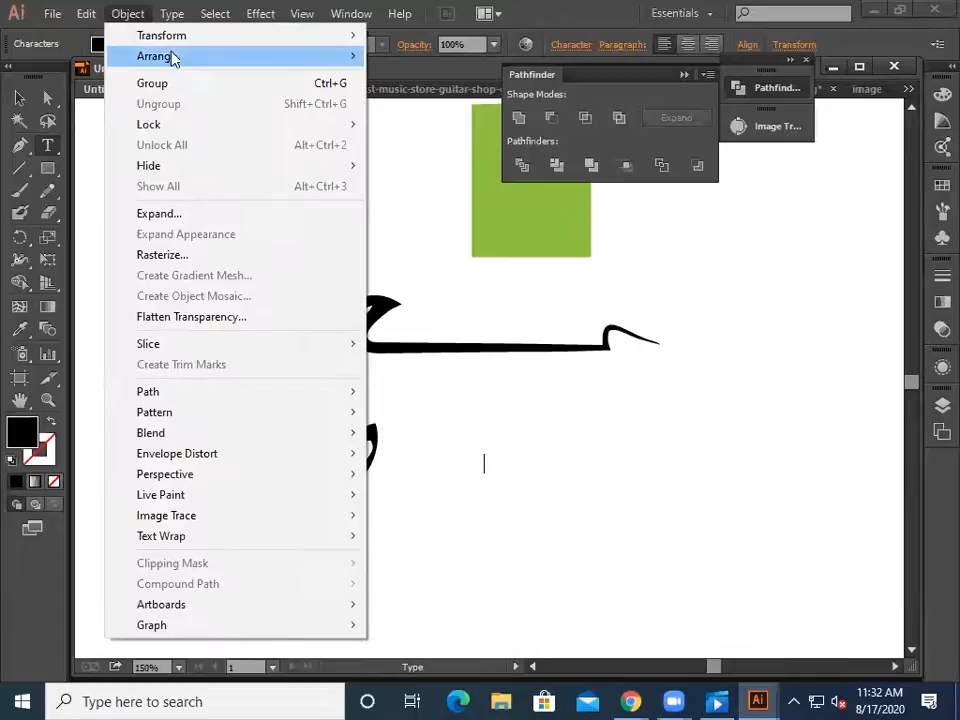 Ai File Edit Object Type Select Effect View Window Help Br Essentials
Characters Opacity: 100% Character Paragraph: Align Transform
Transform
Arrang
Group Ctrl+G
Ungroup Shift+Ctrl+G
Lock
Unlock All Alt+Ctrl+2
Hide
Show All Alt+Ctrl+3
Expand...
Expand Appearance
Rasterize...
Create Gradient Mesh...
Create Object Mosaic...
Flatten Transparency...
Slice
Create Trim Marks
Path
Pattern
Blend
Envelope Distort
Perspective
Live Paint
Image Trace
Text Wrap
Clipping Mask
Compound Path
Artboards
Graph
Pathfinder
Shape Modes:
Expand
Pathfinders:
Pathfind...
Image Tr...
Ai Un
Unti
st-music-store-guitar-shop-
image
150% 1 Type
Type here to search
Ai
11:32 AM
8/17/2020